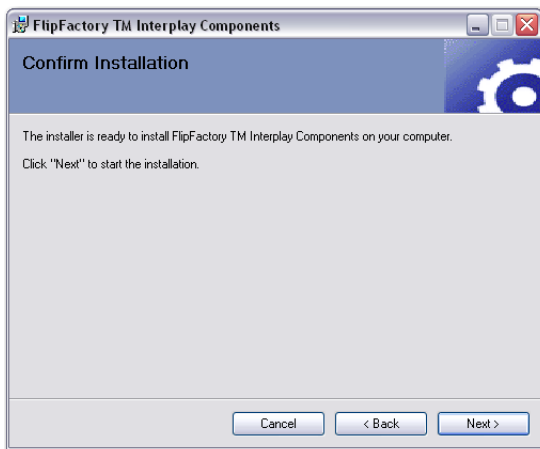 FlipFactory TM Interplay Components
Confirm Installation
The installer is ready to install FlipFactory TM Interplay Components on your computer.
Click "Next" to start the installation.
Cancel
< Back
Next >